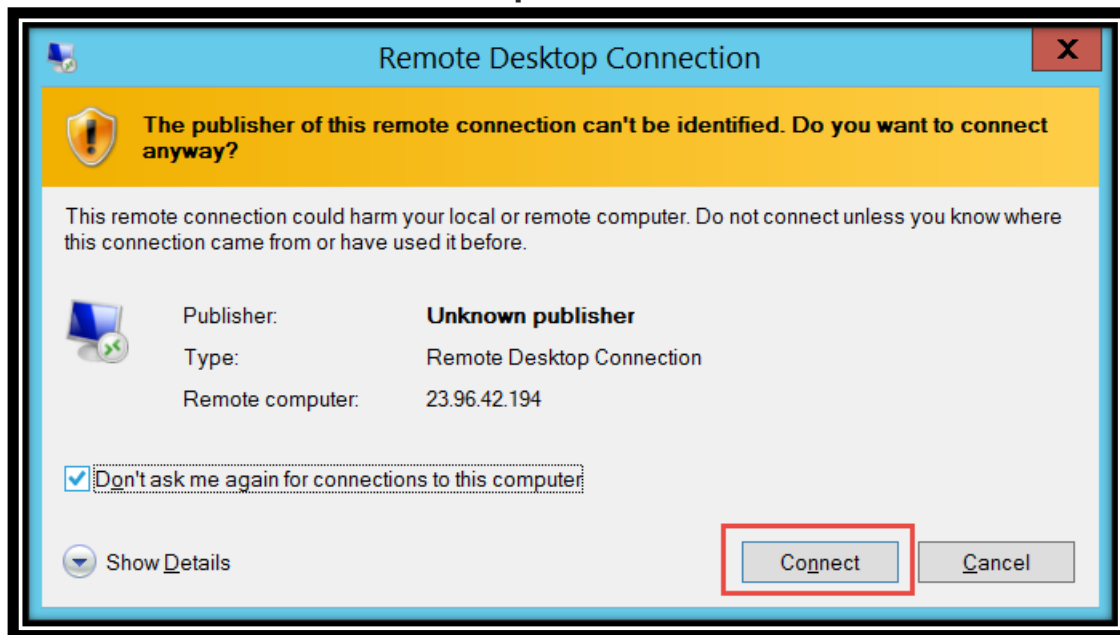 Remote Desktop Connection
X
The publisher of this remote connection can't be identified. Do you want to connect
anyway?
This remote connection could harm your local or remote computer. Do not connect unless you know where
this connection came from or have used it before.
Publisher: Unknown publisher
Type: Remote Desktop Connection
Remote computer: 23.96.42.194
Don't ask me again for connections to this computer
Show Details Connect Cancel